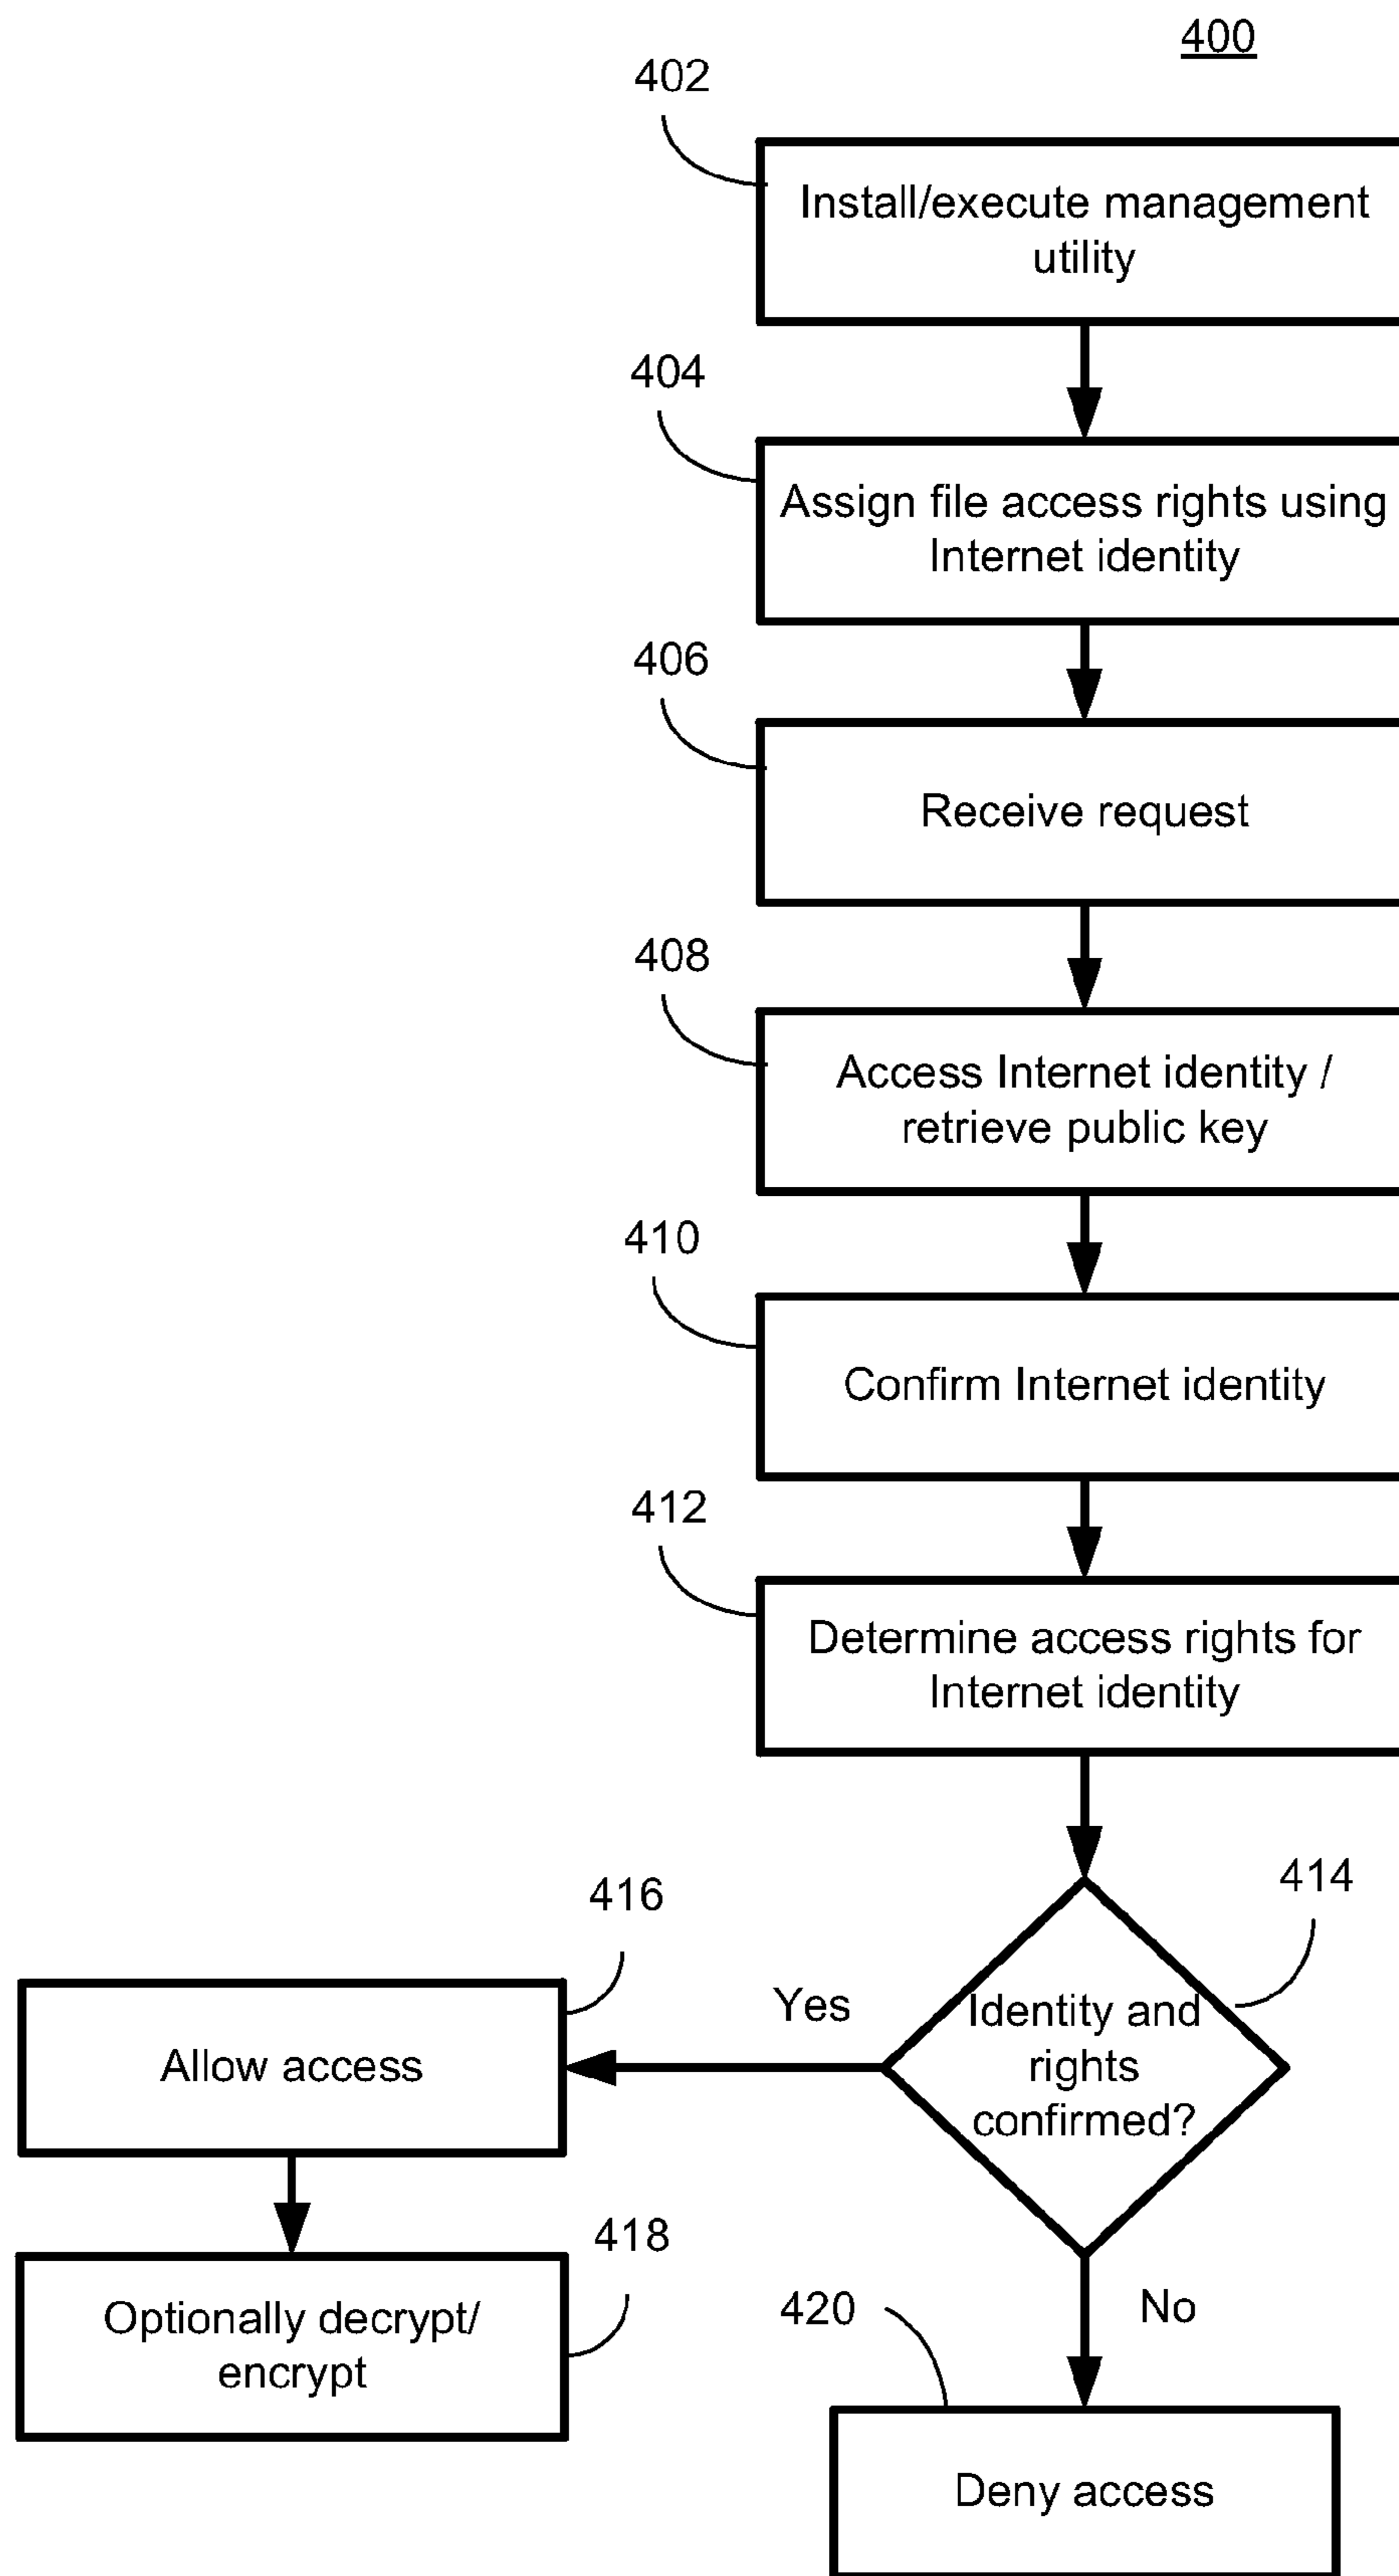 400
402
Install/execute management
utility
404
Assign file access rights using
Internet identity
406
Receive request
408
Access Internet identity /
retrieve public key
410
Confirm Internet identity
412
Determine access rights for
Internet identity
414
Identity and
rights
confirmed?
Yes
416
Allow access
418
Optionally decrypt/
encrypt
No
420
Deny access